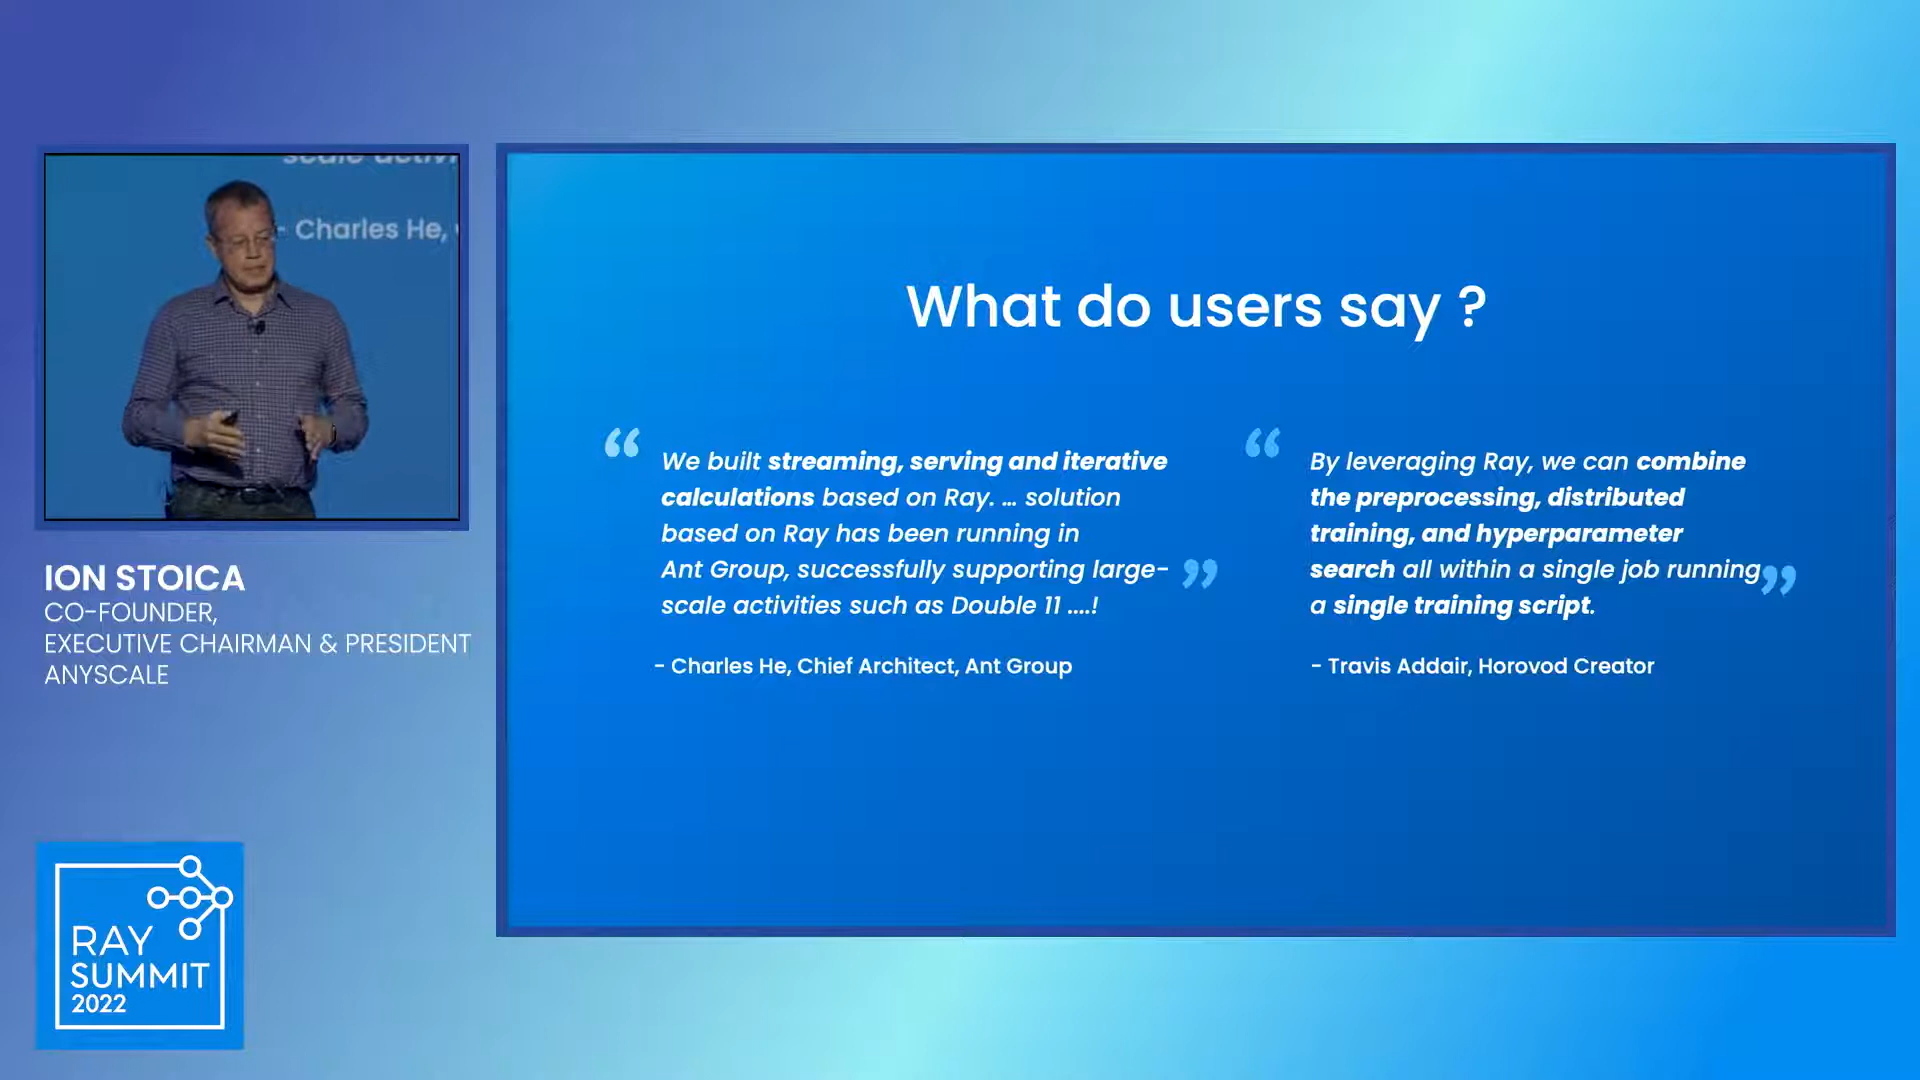 scale activi
- Charles He,
ION STOICA
CO-FOUNDER,
EXECUTIVE CHAIRMAN & PRESIDENT
ANYSCALE
RAY
SUMMIT
2022
What do users say ?
“ We built streaming, serving and iterative
calculations based on Ray. … solution
based on Ray has been running in
Ant Group, successfully supporting large-
scale activities such as Double 11 ....! ”
- Charles He, Chief Architect, Ant Group
“ By leveraging Ray, we can combine
the preprocessing, distributed
training, and hyperparameter
search all within a single job running
a single training script. ”
- Travis Addair, Horovod Creator